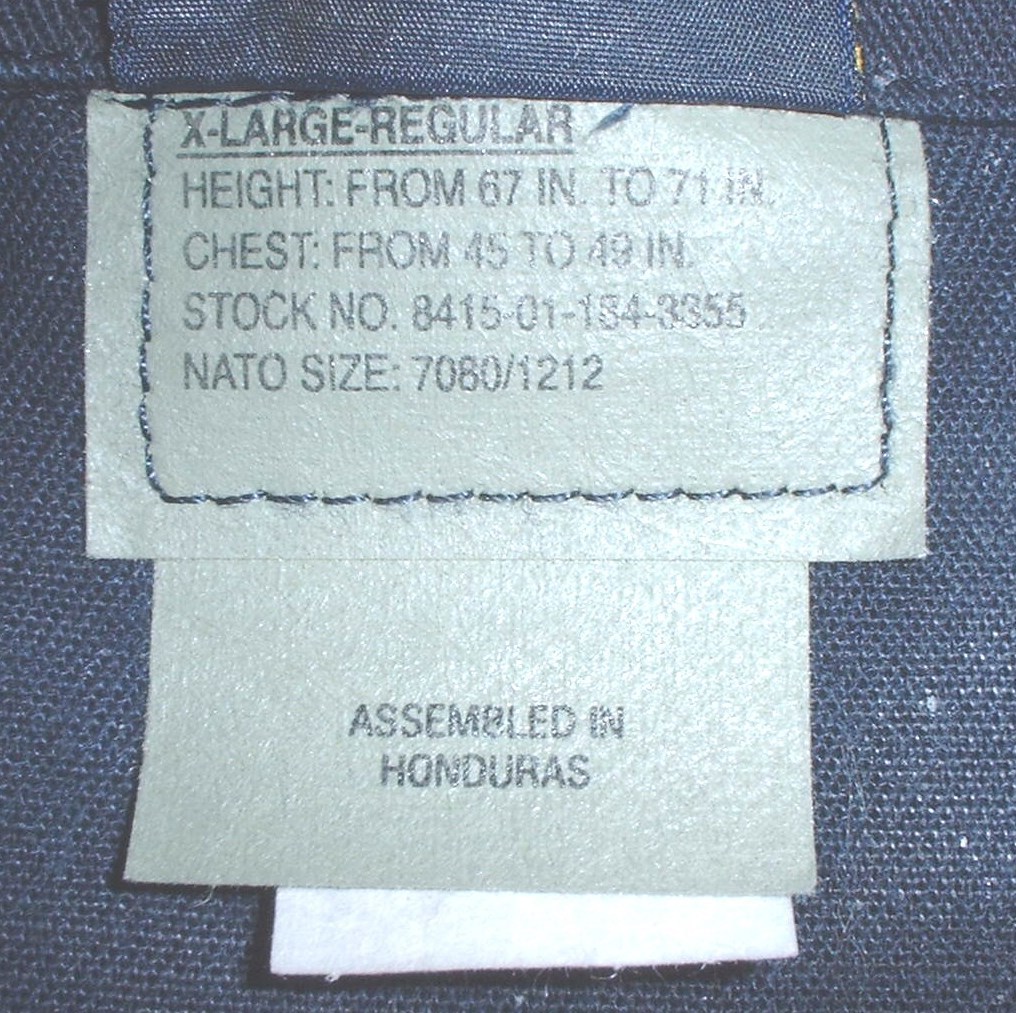 X-LARGE-REGULAR
HEIGHT: FROM 67 IN. TO 71 IN.
CHEST: FROM 45 TO 49 IN.
STOCK NO. 8415-01-184-3355
NATO SIZE: 7080/1212
ASSEMBLED IN
HONDURAS